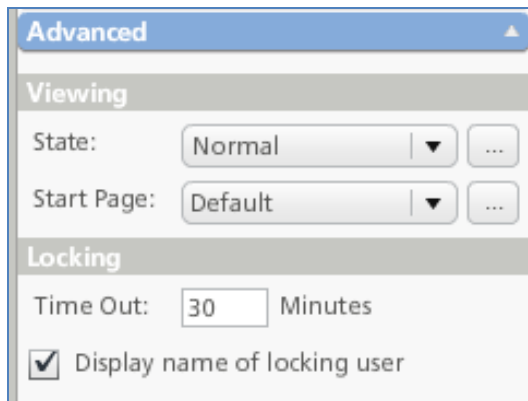 Advanced
Viewing
State: Normal ...
Start Page: Default ...
Locking
Time Out: 30 Minutes
Display name of locking user